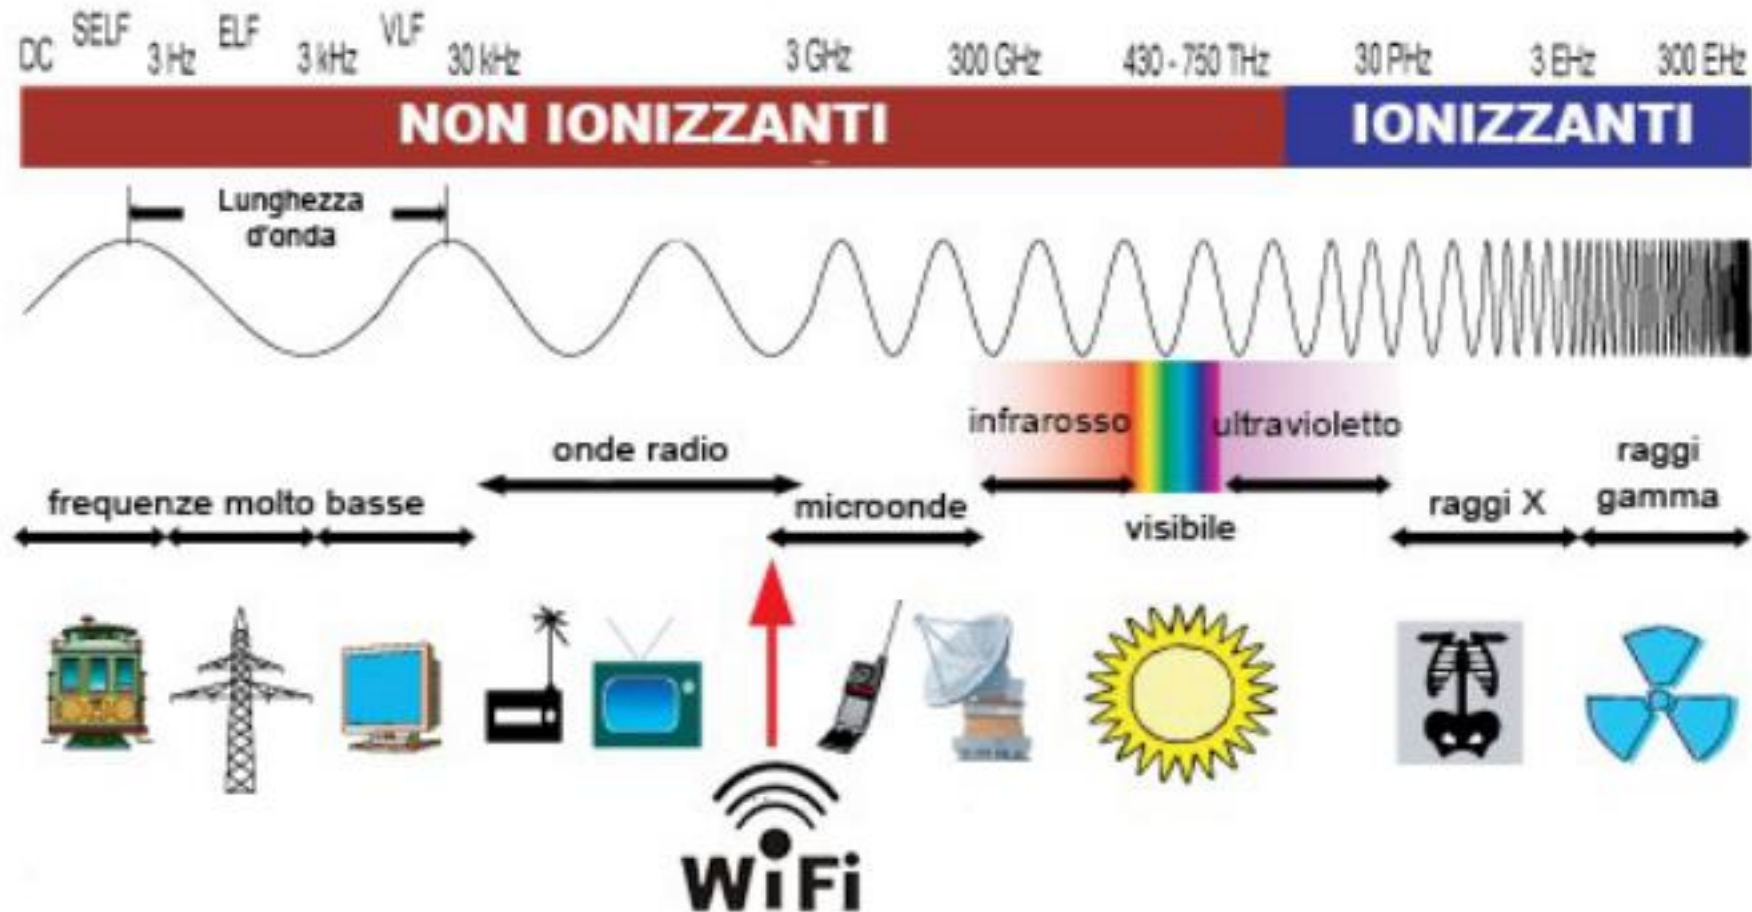 DC SELF 3 Hz ELF 3 kHz VLF 30 kHz 3 GHz 300 GHz 430 - 750 THz 30 PHz 3 EHz 300 EHz
NON IONIZZANTI IONIZZANTI
Lunghezza
d'onda
infrarosso ultravioletto
onde radio
raggi
gamma
frequenze molto basse
microonde
raggi X
visibile
WiFi